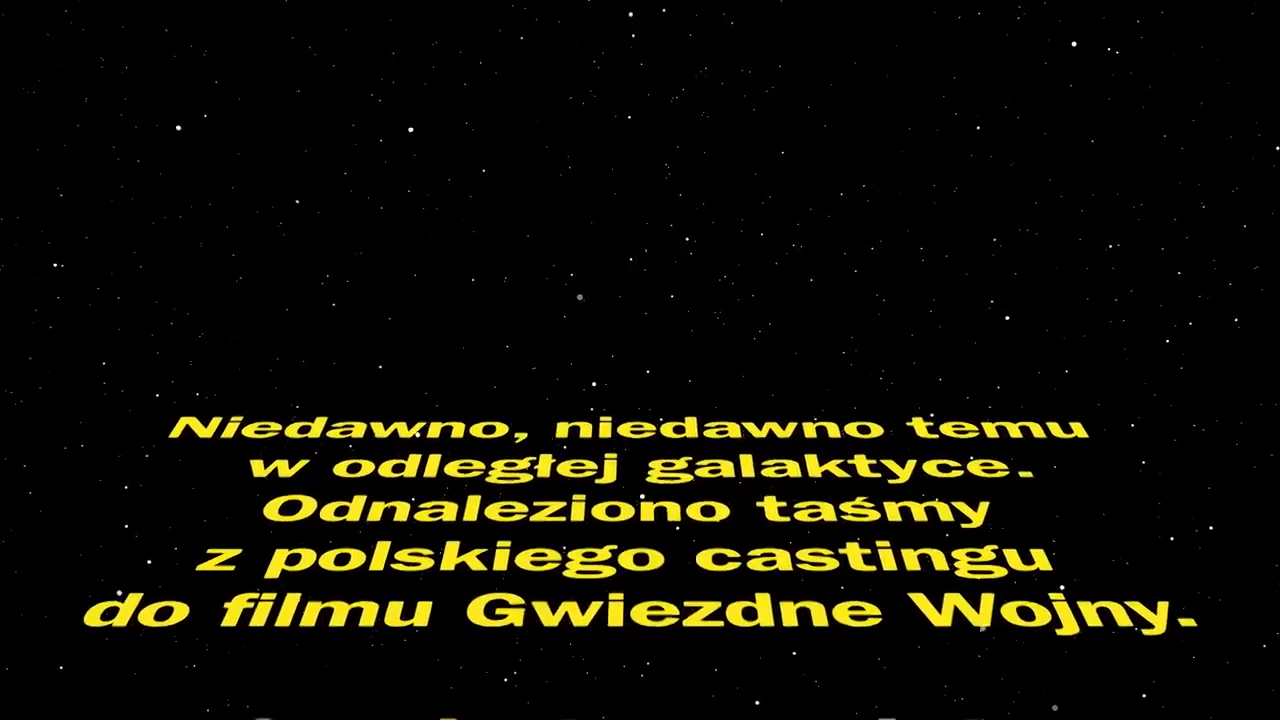 Niedawno, niedawno temu
w odległej galaktyce.
Odnaleziono taśmy
z polskiego castingu
do filmu Gwiezdne Wojny.